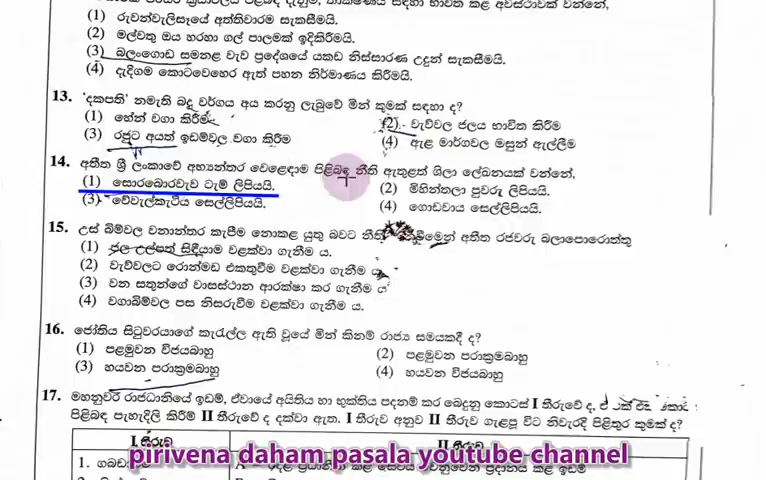 (1) රුවන්වැලිසෑයේ අත්තිවාරම සැකසීමයි.
(2) මල්වතු ඔය හරහා ගල් පාලමක් ඉදිකිරීමයි.
(3) බලංගොඩ සමනළ වැව ප්‍රදේශයේ යකඩ නිස්සාරණ උදුන් සැකසීමයි.
(4) දැදිගම කොටවෙහෙර ඇත් පහන නිර්මාණය කිරීමයි.
13. 'දකපති' නමැති බදු වර්ගය අය කරනු ලැබුවේ මින් කුමක් සඳහා ද?
(1) හේන් වගා කිරීම (2) වැව්වල ජලය භාවිත කිරීම
(3) රජුට අයත් ඉඩම්වල වගා කිරීම (4) ඇළ මාර්ගවල මසුන් ඇල්ලීම
14. අතීත ශ්‍රී ලංකාවේ අභ්‍යන්තර වෙළෙඳාම පිළිබඳ නීති ඇතුළත් ශිලා ලේඛනයක් වන්නේ,
(1) සොරබොරවැව ටැම් ලිපියයි. (2) මිහින්තලා පුවරු ලිපියයි.
(3) වේවැල්කැටිය සෙල්ලිපියයි. (4) ගොඩවාය සෙල්ලිපියයි.
15. උස් බිම්වල වනාන්තර කැපීම නොකළ යුතු බවට නීති අතීත රජවරු බලාපොරොත්තු
(1) ජල උල්පත් සිඳීයාම වළක්වා ගැනීම ය.
(2) වැව්වලට රොන්මඩ එකතුවීම වළක්වා ගැනීම ය.
(3) වන සතුන්ගේ වාසස්ථාන ආරක්ෂා කර ගැනීම ය
(4) වගාබිම්වල පස නිසරුවීම වළක්වා ගැනීම ය.
16. ජෝතිය සිටුවරයාගේ කැරැල්ල ඇති වූයේ මින් කිනම් රාජ්‍ය සමයකදී ද?
(1) පළමුවන විජයබාහු (2) පළමුවන පරාක්‍රමබාහු
(3) හයවන පරාක්‍රමබාහු (4) හයවන විජයබාහු
17. මහනුවර රාජධානියේ ඉඩම්, ඒවායේ අයිතිය හා භුක්තිය පදනම් කර බෙදුනු කොටස් I තීරුවේ ද, ඒ
පිළිබඳ පැහැදිලි කිරීම් II තීරුවේ ද දක්වා ඇත. I තීරුව අනුව II තීරුව ගැළපූ විට නිවැරදි පිළිතුර කුමක් ද?
I තීරුව II තීරුව
1. ගබඩා
pirivena daham pasala youtube channel